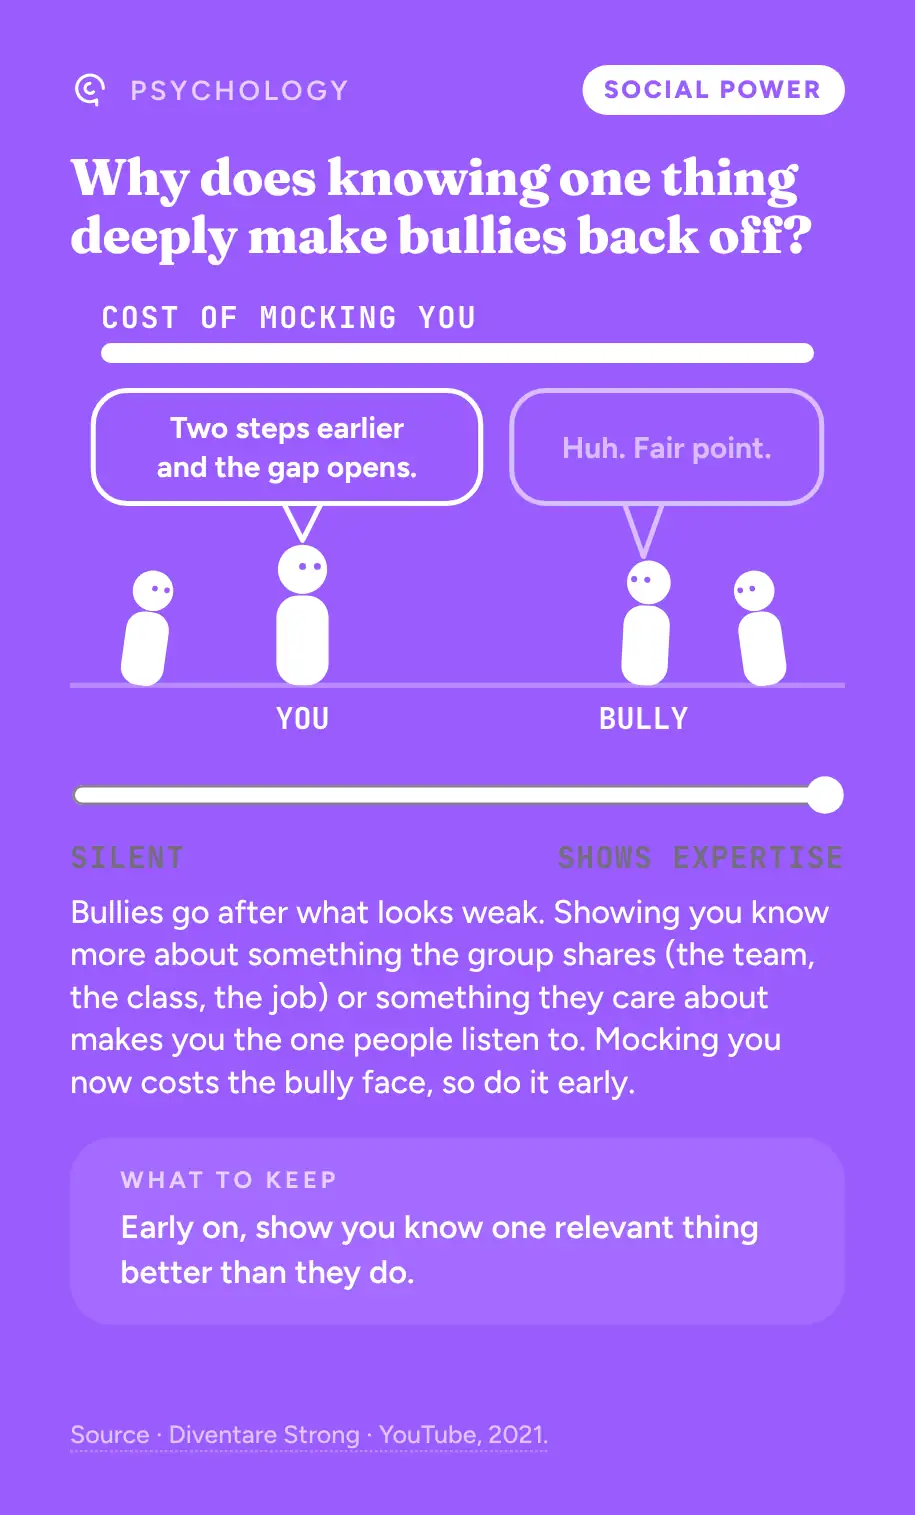 PSYCHOLOGY
SOCIAL POWER
Why does knowing one thing
deeply make bullies back off?
COST OF MOCKING YOU
Two steps earlier
and the gap opens.
Huh. Fair point.
YOU
BULLY
SILENT
SHOWS EXPERTISE
Bullies go after what looks weak. Showing you know
more about something the group shares (the team,
the class, the job) or something they care about
makes you the one people listen to. Mocking you
now costs the bully face, so do it early.
WHAT TO KEEP
Early on, show you know one relevant thing
better than they do.
Source · Diventare Strong · YouTube, 2021.